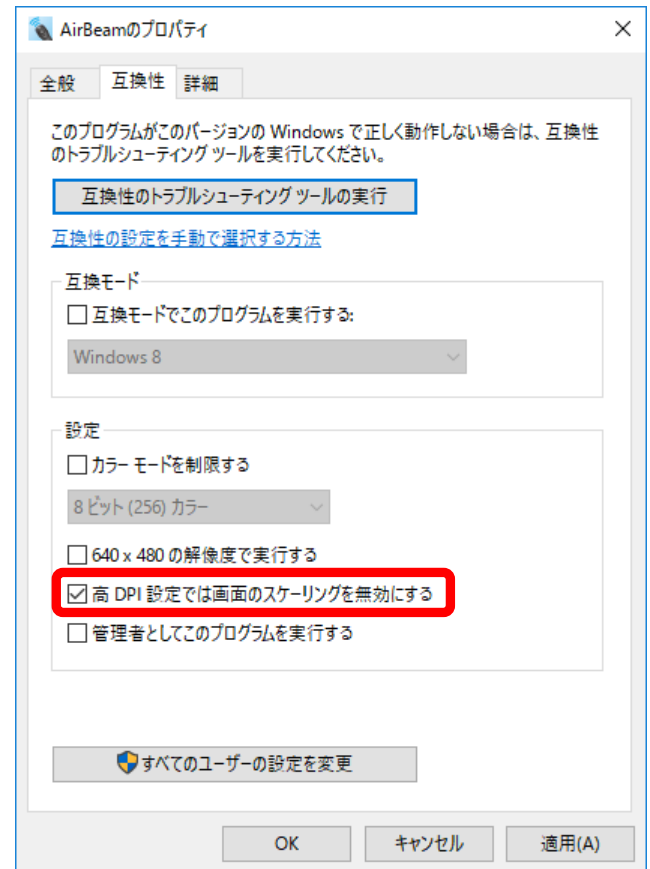 AirBeamのプロパティ
全般 互換性 詳細
このプログラムがこのバージョンの Windows で正しく動作しない場合は、互換性
のトラブルシューティング ツールを実行してください。
互換性のトラブルシューティング ツールの実行
互換性の設定を手動で選択する方法
互換モード
互換モードでこのプログラムを実行する:
Windows 8
設定
カラー モードを制限する
8 ビット (256) カラー
640 x 480 の解像度で実行する
高 DPI 設定では画面のスケーリングを無効にする
管理者としてこのプログラムを実行する
すべてのユーザーの設定を変更
OK キャンセル 適用(A)